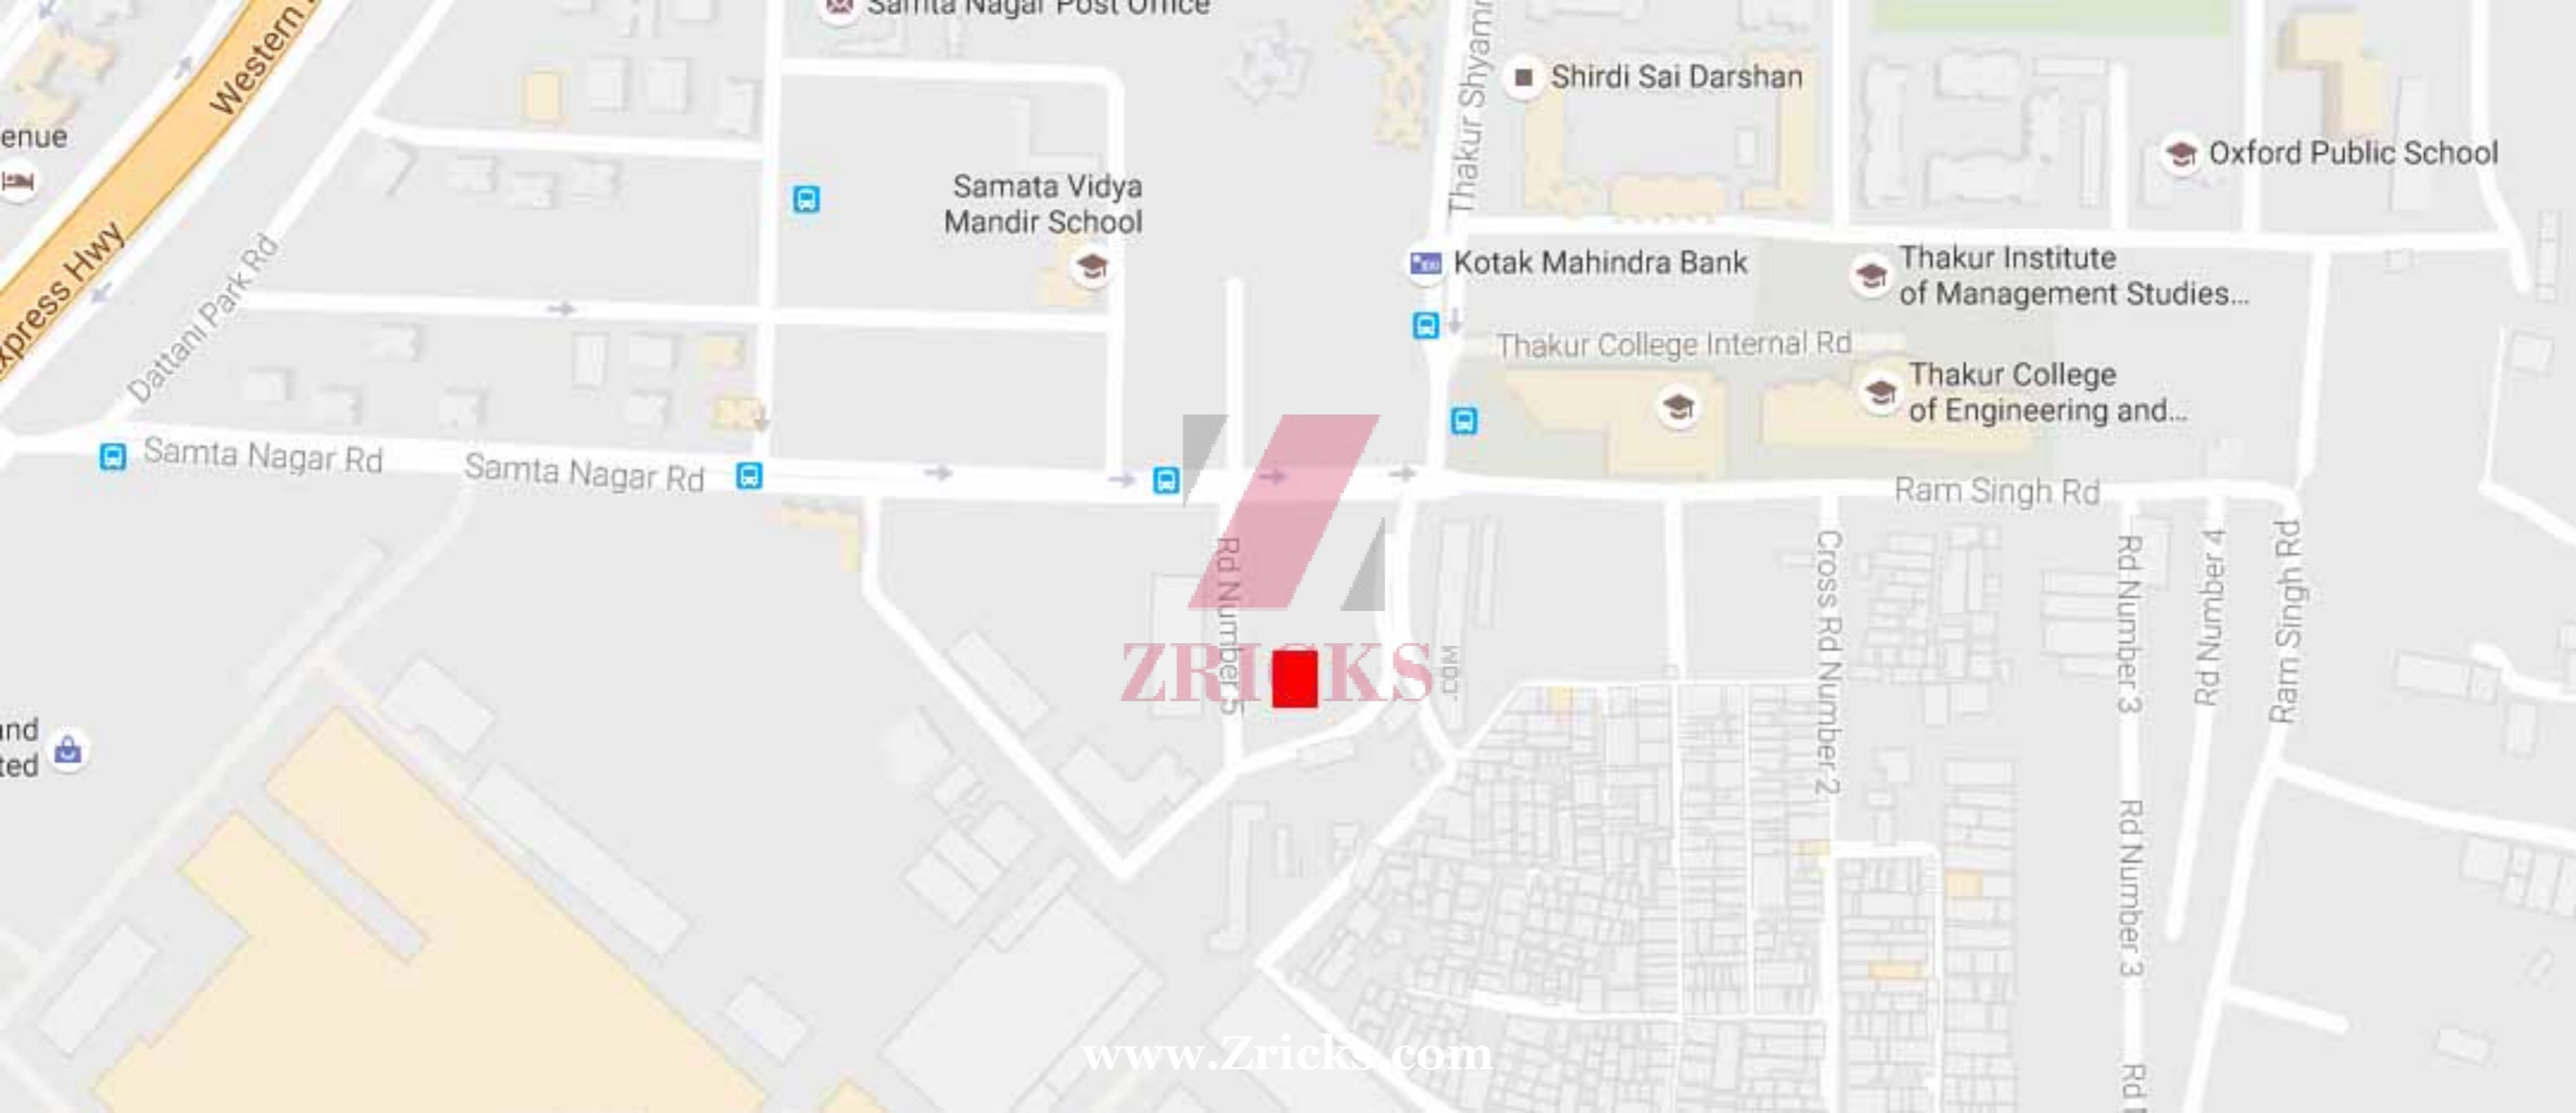 Samta Nagar Post Office
Western
Express Hwy
enue
Dattani Park Rd
Samata Vidya
Mandir School
Thakur Shyam
Shirdi Sai Darshan
Oxford Public School
Kotak Mahindra Bank
Thakur Institute
of Management Studies...
Thakur College Internal Rd
Thakur College
of Engineering and...
Samta Nagar Rd
Samta Nagar Rd
Ram Singh Rd
Rd Number 5
Cross Rd Number 2
Rd Number 3
Rd Number 4
Ram Singh Rd
Rd Number 3
Rd
ZRICKS
.COM
and
ted
www.Zricks.com